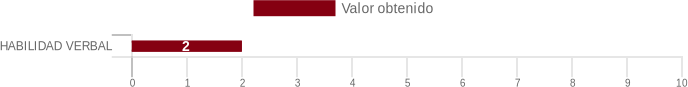 Valor obtenido
HABILIDAD VERBAL 2
0 1 2 3 4 5 6 7 8 9 10